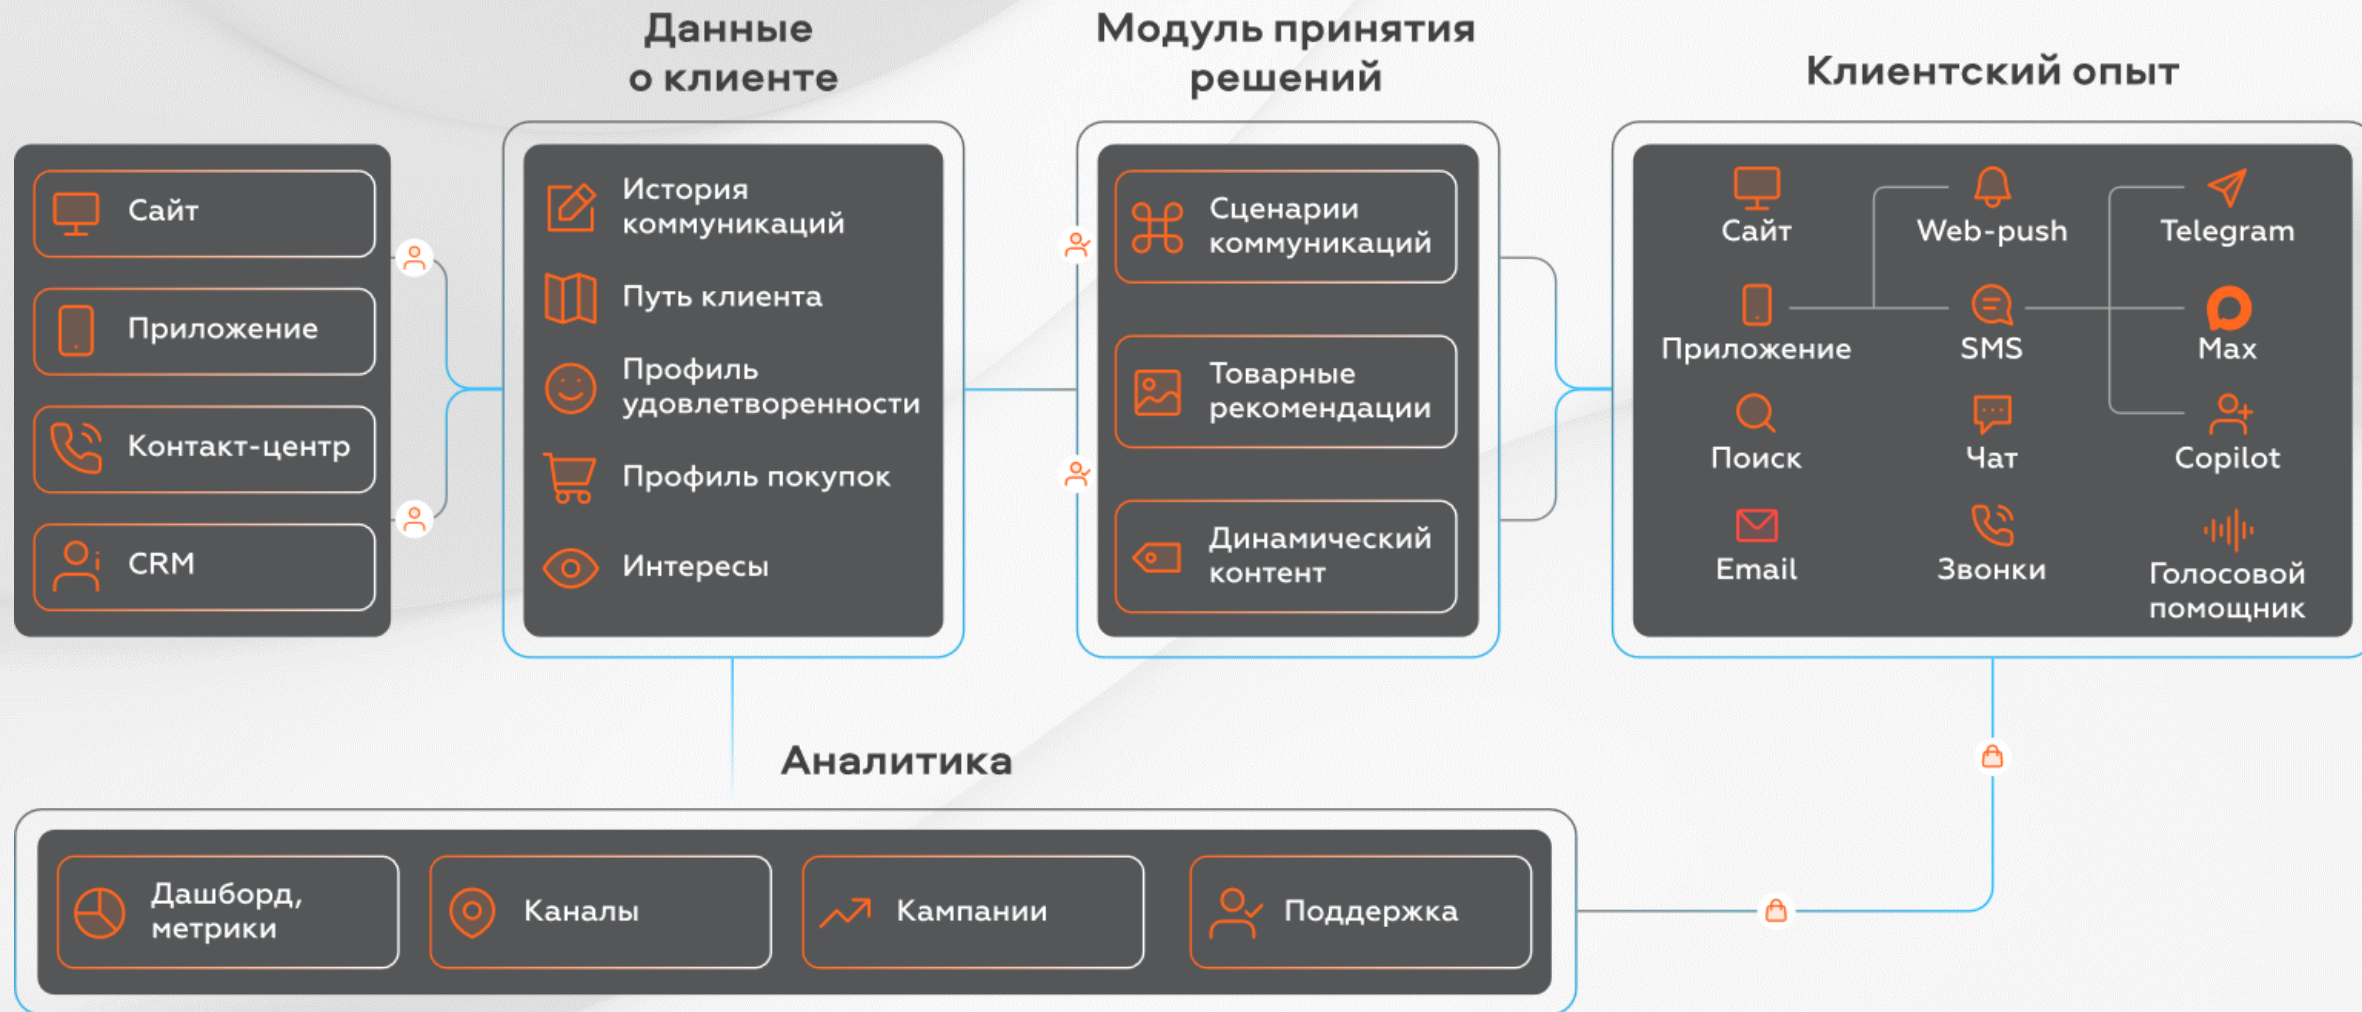 Данные
о клиенте
Модуль принятия
решений
Клиентский опыт
Сайт
Приложение
Контакт-центр
CRM
История
коммуникаций
Путь клиента
Профиль
удовлетворенности
Профиль покупок
Интересы
Сценарии
коммуникаций
Товарные
рекомендации
Динамический
контент
Сайт
Web-push
Telegram
Приложение
SMS
Max
Поиск
Чат
Copilot
Email
Звонки
Голосовой
помощник
Аналитика
Дашборд,
метрики
Каналы
Кампании
Поддержка